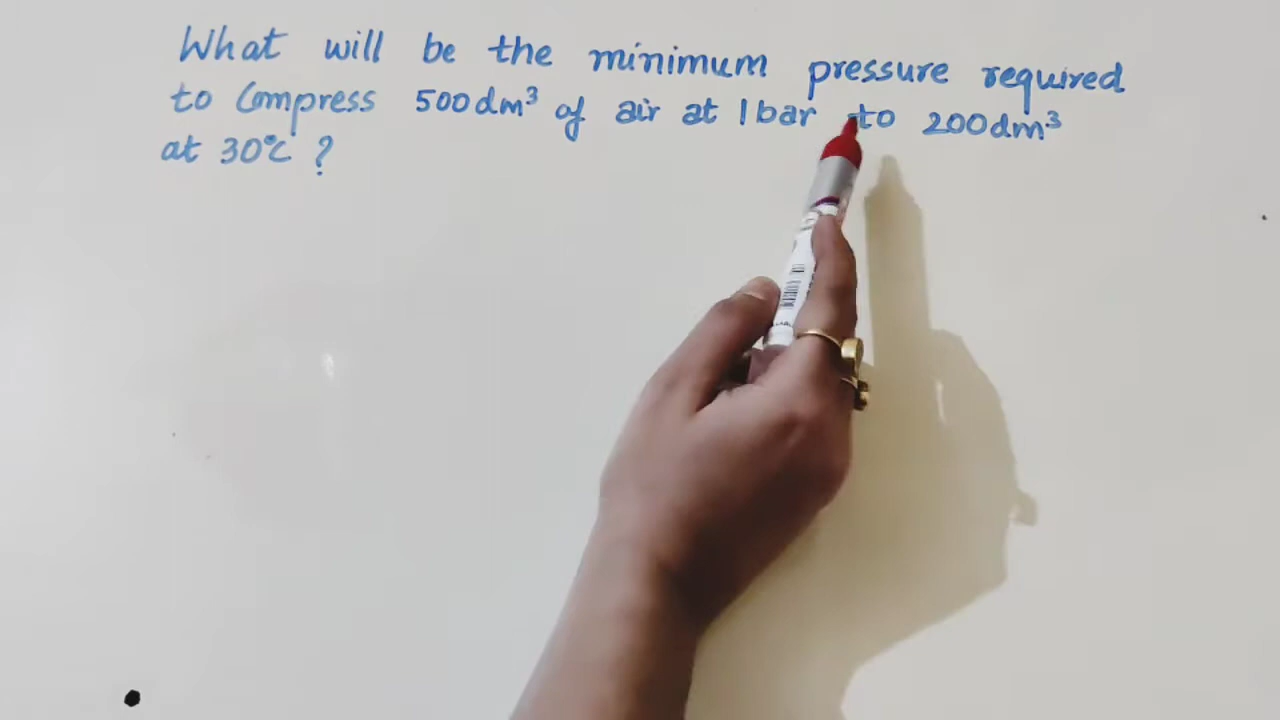 What will be the minimum pressure required
to Compress 500dm³ of air at 1bar to 200dm³
at 30°C ?